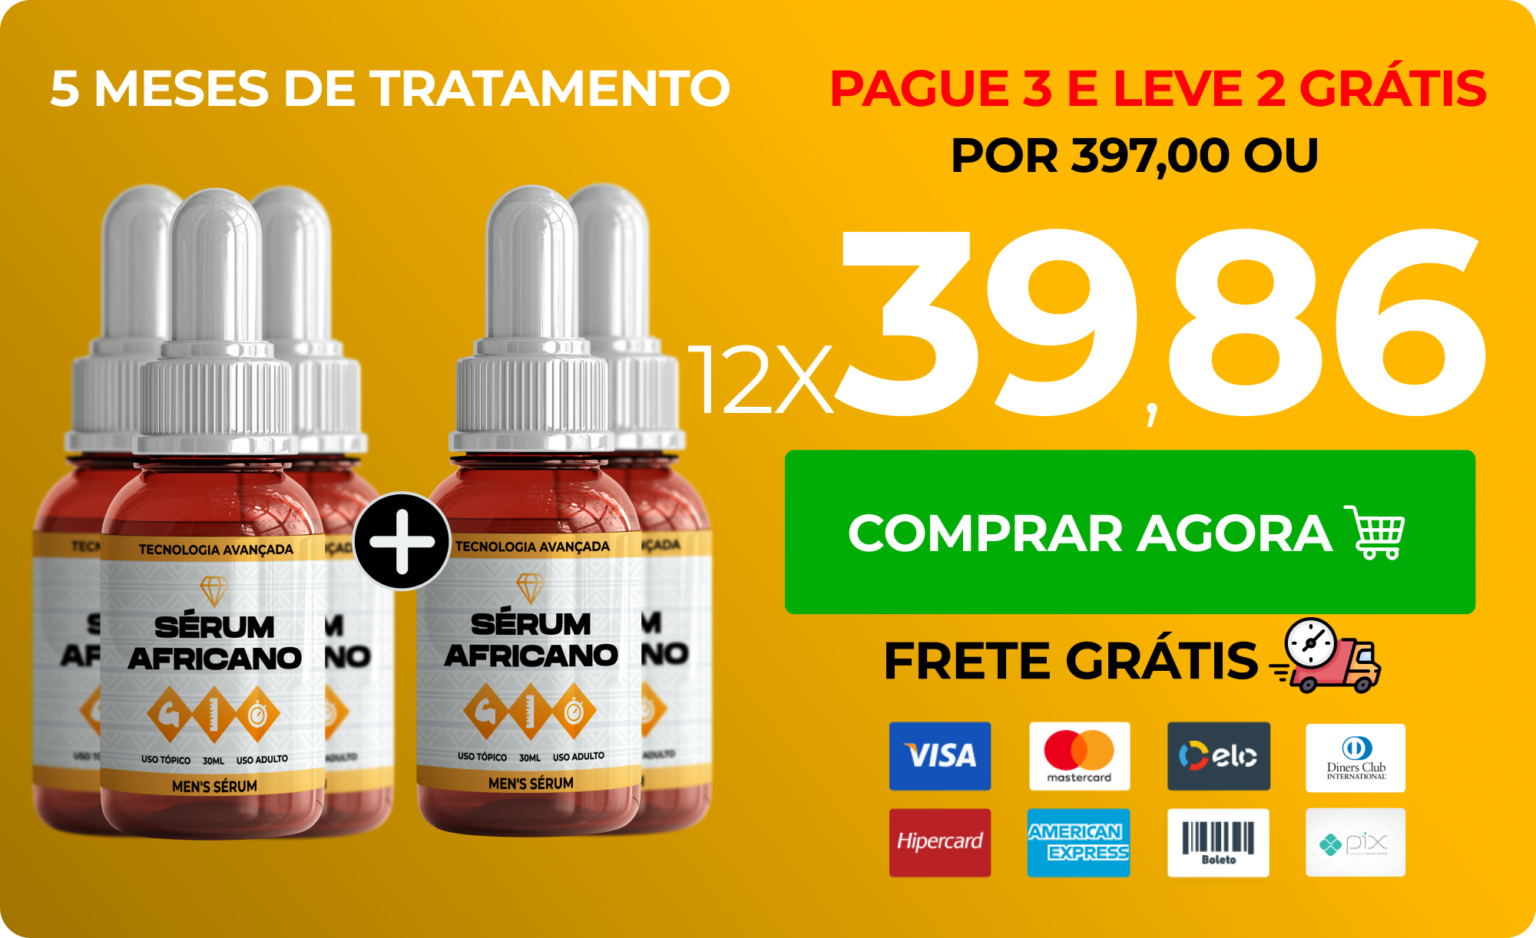 5 MESES DE TRATAMENTO
PAGUE 3 E LEVE 2 GRÁTIS
POR 397,00 OU
12X39,86
COMPRAR AGORA
FRETE GRÁTIS
TECNOLOGIA AVANÇADA
SÉRUM
AFRICANO
USO TÓPICO 30ML USO ADULTO
MEN'S SÉRUM
TECNOLOGIA AVANÇADA
SÉRUM
AFRICANO
USO TÓPICO 30ML USO ADULTO
MEN'S SÉRUM
VISA
mastercard
elo
Diners Club
INTERNATIONAL
Hipercard
AMERICAN
EXPRESS
Boleto
pix